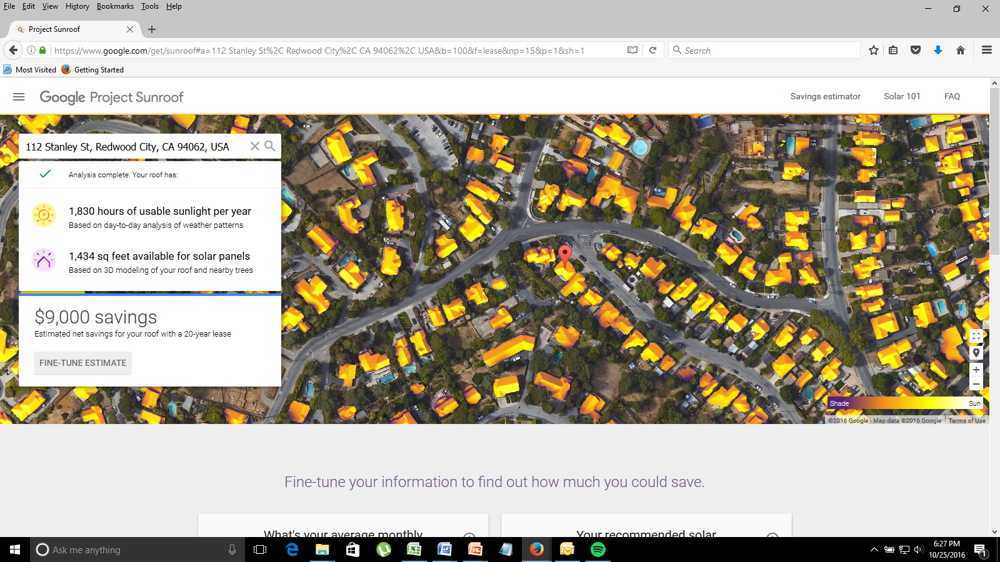 File Edit View History Bookmarks Tools Help
Project Sunroof
https://www.google.com/get/sunroof#a=112 Stanley St%2C Redwood City%2C CA 94062%2C USA&b=100&f=lease&np=15&p=1&sh=1
Search
Most Visited Getting Started
Google Project Sunroof
Savings estimator Solar 101 FAQ
112 Stanley St, Redwood City, CA 94062, USA
Analysis complete. Your roof has:
1,830 hours of usable sunlight per year
Based on day-to-day analysis of weather patterns
1,434 sq feet available for solar panels
Based on 3D modeling of your roof and nearby trees
$9,000 savings
Estimated net savings for your roof with a 20-year lease
FINE-TUNE ESTIMATE
Shade Sun
©2016 Google - Map data ©2016 Google Terms of Use
Fine-tune your information to find out how much you could save.
What's your average monthly
Your recommended solar
Ask me anything
6:27 PM
10/25/2016
1